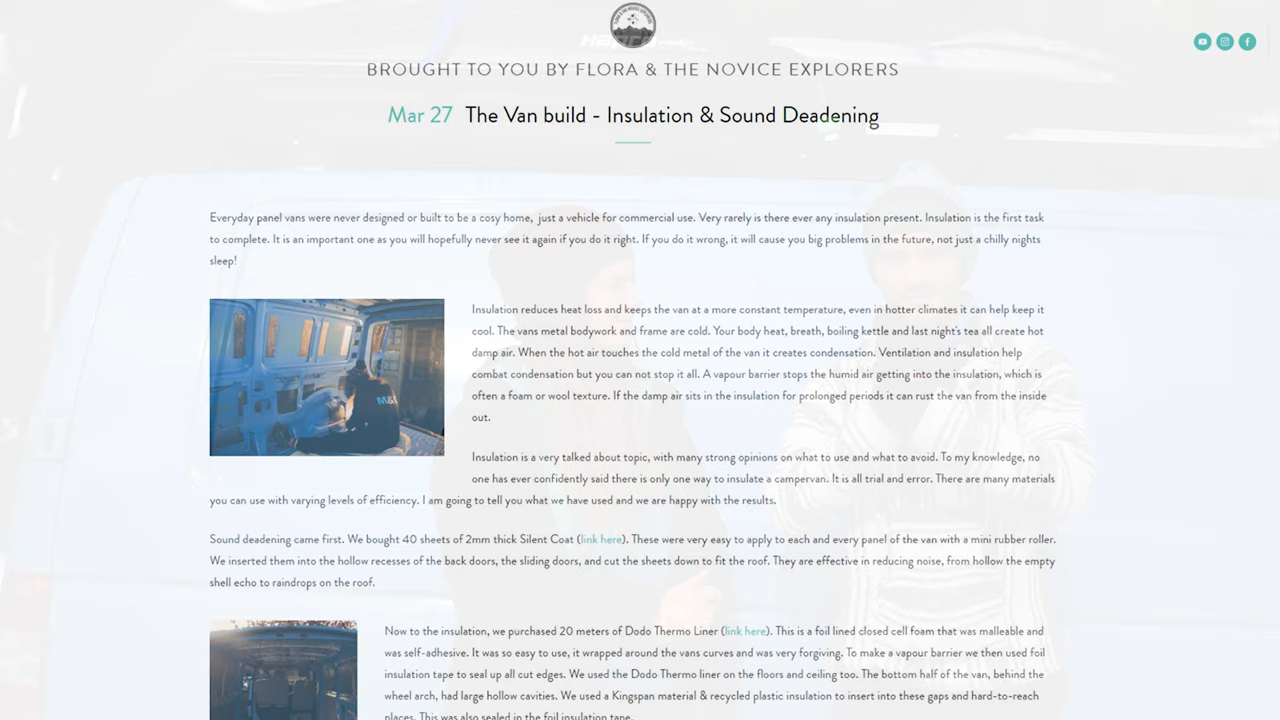 BROUGHT TO YOU BY FLORA & THE NOVICE EXPLORERS
Mar 27 The Van build - Insulation & Sound Deadening
Everyday panel vans were never designed or built to be a cosy home, just a vehicle for commercial use. Very rarely is there ever any insulation present. Insulation is the first task
to complete. It is an important one as you will hopefully never see it again if you do it right. If you do it wrong, it will cause you big problems in the future, not just a chilly nights
sleep!
Insulation reduces heat loss and keeps the van at a more constant temperature, even in hotter climates it can help keep it
cool. The vans metal bodywork and frame are cold. Your body heat, breath, boiling kettle and last night's tea all create hot
damp air. When the hot air touches the cold metal of the van it creates condensation. Ventilation and insulation help
combat condensation but you can not stop it all. A vapour barrier stops the humid air getting into the insulation, which is
often a foam or wool texture. If the damp air sits in the insulation for prolonged periods it can rust the van from the inside
out.
Insulation is a very talked about topic, with many strong opinions on what to use and what to avoid. To my knowledge, no
one has ever confidently said there is only one way to insulate a campervan. It is all trial and error. There are many materials
you can use with varying levels of efficiency. I am going to tell you what we have used and we are happy with the results.
Sound deadening came first. We bought 40 sheets of 2mm thick Silent Coat (link here). These were very easy to apply to each and every panel of the van with a mini rubber roller.
We inserted them into the hollow recesses of the back doors, the sliding doors, and cut the sheets down to fit the roof. They are effective in reducing noise, from hollow the empty
shell echo to raindrops on the roof.
Now to the insulation, we purchased 20 meters of Dodo Thermo Liner (link here). This is a foil lined closed cell foam that was malleable and
was self-adhesive. It was so easy to use, it wrapped around the vans curves and was very forgiving. To make a vapour barrier we then used foil
insulation tape to seal up all cut edges. We used the Dodo Thermo liner on the floors and ceiling too. The bottom half of the van, behind the
wheel arch, had large hollow cavities. We used a Kingspan material & recycled plastic insulation to insert into these gaps and hard-to-reach
places. This was also sealed in the foil insulation tape.